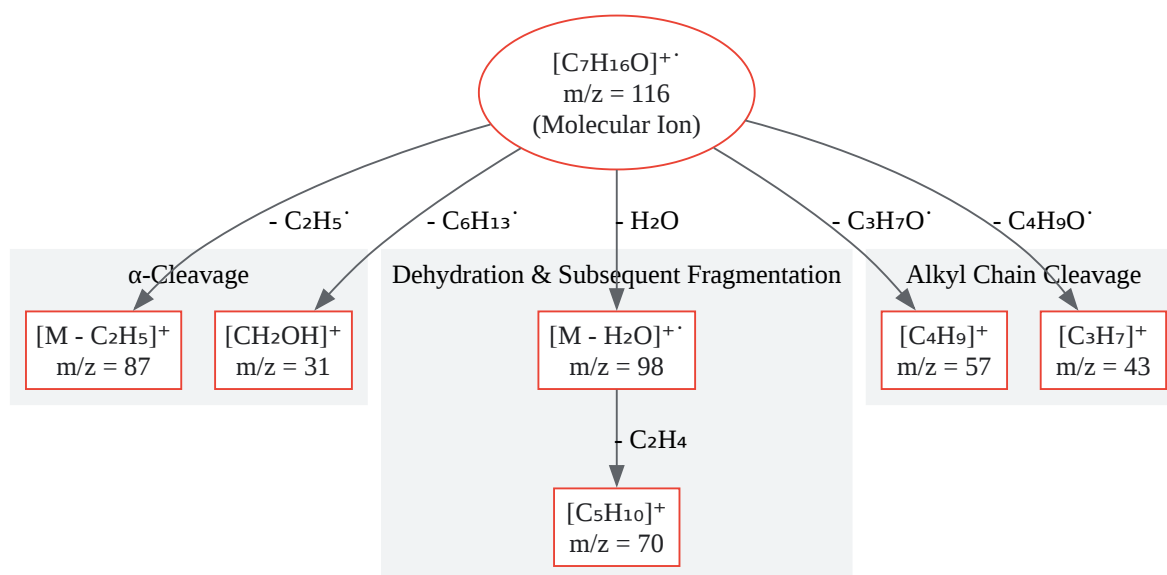 [C₇H₁₆O]⁺˙
m/z = 116
(Molecular Ion)
- C₂H₅˙
- C₆H₁₃˙
- H₂O
- C₃H₇O˙
- C₄H₉O˙
α-Cleavage
Dehydration & Subsequent Fragmentation
Alkyl Chain Cleavage
[M - C₂H₅]⁺
m/z = 87
[CH₂OH]⁺
m/z = 31
[M - H₂O]⁺˙
m/z = 98
[C₄H₉]⁺
m/z = 57
[C₃H₇]⁺
m/z = 43
- C₂H₄
[C₅H₁₀]⁺
m/z = 70